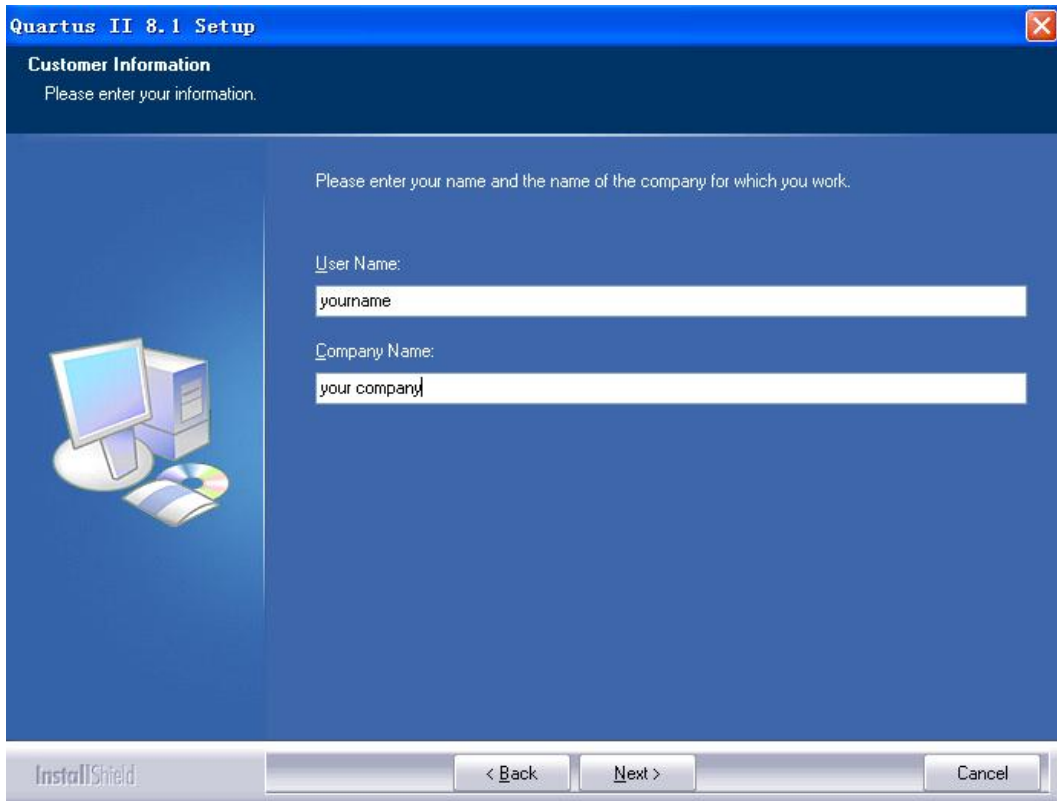 Quartus II 8.1 Setup
Customer Information
Please enter your information.
Please enter your name and the name of the company for which you work.
User Name:
yourname
Company Name:
your company
InstallShield
< Back
Next >
Cancel